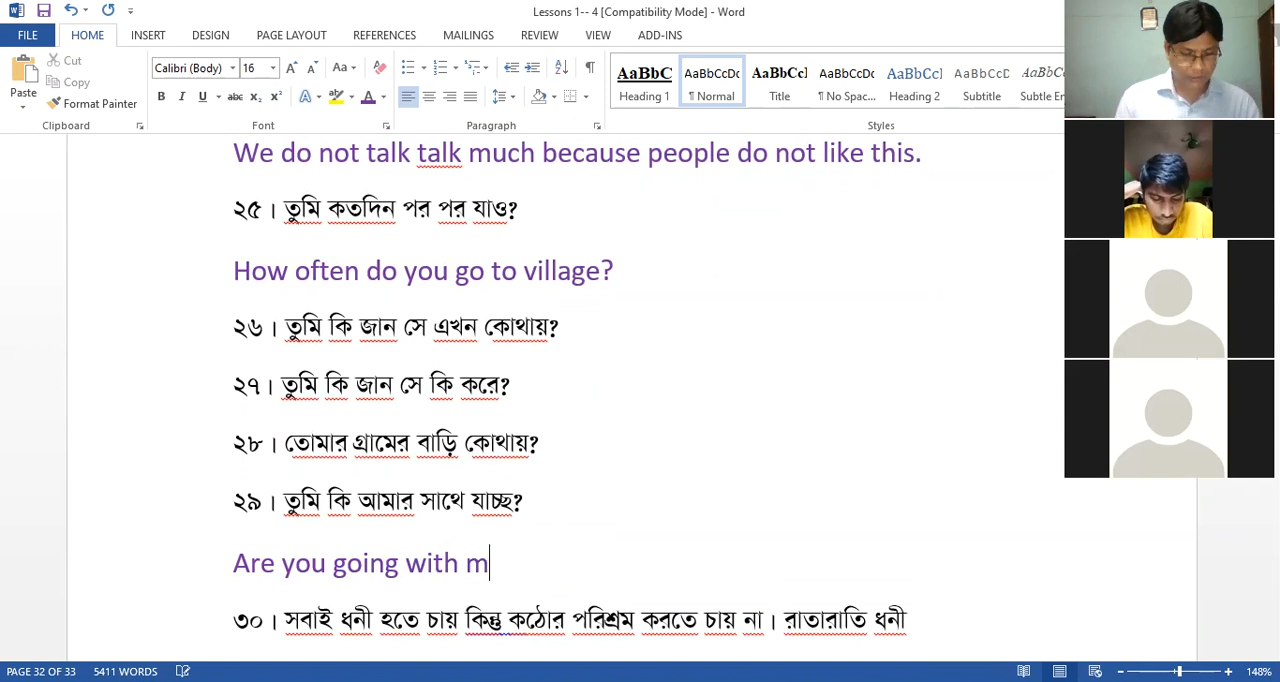 Lessons 1-- 4 [Compatibility Mode] - Word
FILE HOME INSERT DESIGN PAGE LAYOUT REFERENCES MAILINGS REVIEW VIEW ADD-INS
Cut
Copy
Format Painter
Paste
Clipboard
Calibri (Body) 16
Font
Paragraph
AaBbC AaBbCcDc AaBbCcI AaBbCcDc AaBbCcI AaBbCcD AaBbCcD
Heading 1 ¶ Normal Title ¶ No Spac... Heading 2 Subtitle Subtle Em
Styles
We do not talk talk much because people do not like this.
২৫। তুমি কতদিন পর পর যাও?
How often do you go to village?
২৬। তুমি কি জান সে এখন কোথায়?
২৭। তুমি কি জান সে কি করে?
২৮। তোমার গ্রামের বাড়ি কোথায়?
২৯। তুমি কি আমার সাথে যাচ্ছ?
Are you going with m
৩০। সবাই ধনী হতে চায় কিন্তু কঠোর পরিশ্রম করতে চায় না। রাতারাতি ধনী
PAGE 32 OF 33 5411 WORDS 148%